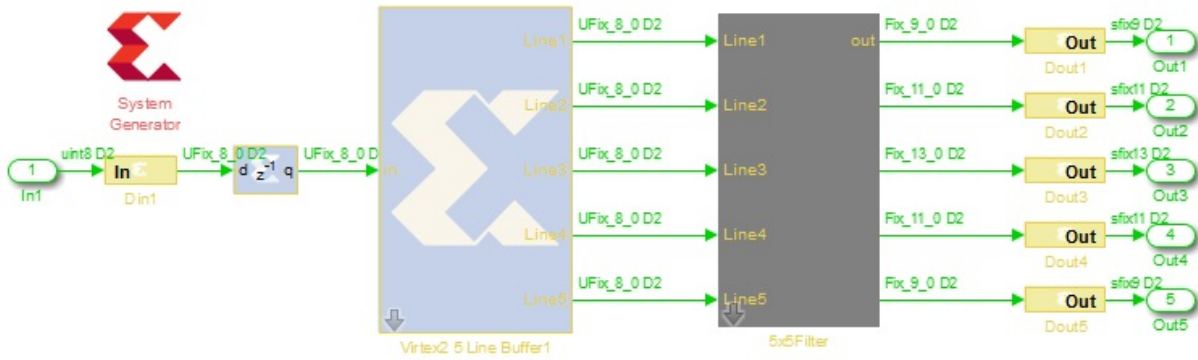 System
Generator
1
In1
uint8 D2
In
Din1
UFix_8_0 D2
d z-1 q
UFix_8_0 D
in
Line1
Line2
Line3
Line4
Line5
Virtex2 5 Line Buffer1
UFix_8_0 D2
UFix_8_0 D2
UFix_8_0 D2
UFix_8_0 D2
UFix_8_0 D2
Line1
out
Line2
Line3
Line4
Line5
5x5Filter
Fix_9_0 D2
Out
Dout1
sfix9 D2
1
Out1
Fix_11_0 D2
Out
Dout2
sfix11 D2
2
Out2
Fix_13_0 D2
Out
Dout3
sfix13 D2
3
Out3
Fix_11_0 D2
Out
Dout4
sfix11 D2
4
Out4
Fix_9_0 D2
Out
Dout5
sfix9 D2
5
Out5